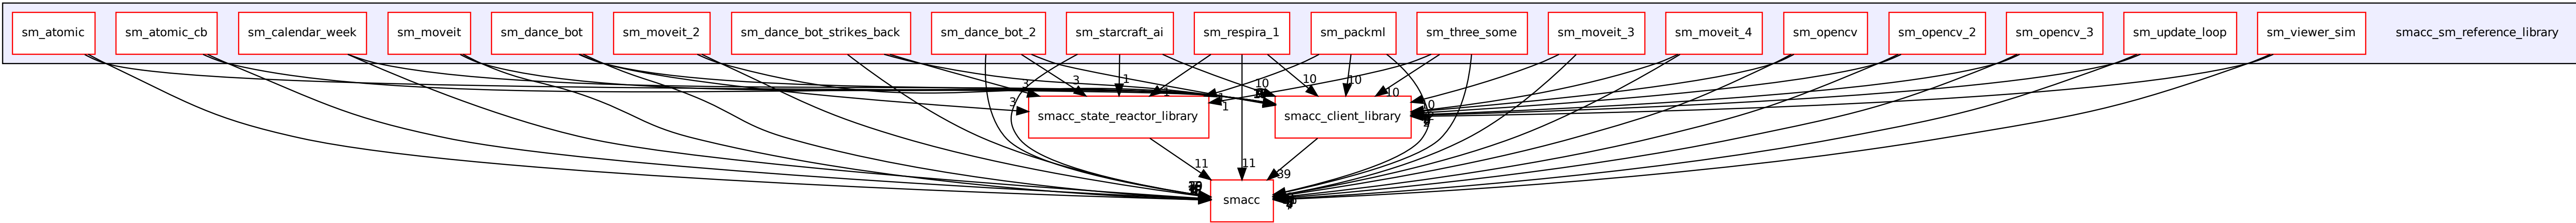 sm_atomic
sm_atomic_cb
sm_calendar_week
sm_moveit
sm_dance_bot
sm_moveit_2
sm_dance_bot_strikes_back
sm_dance_bot_2
sm_starcraft_ai
sm_respira_1
sm_packml
sm_three_some
sm_moveit_3
sm_moveit_4
sm_opencv
sm_opencv_2
sm_opencv_3
sm_update_loop
sm_viewer_sim
smacc_sm_reference_library
3
3
1
10
10
10
10
3
1
smacc_state_reactor_library
smacc_client_library
11
11
39
smacc